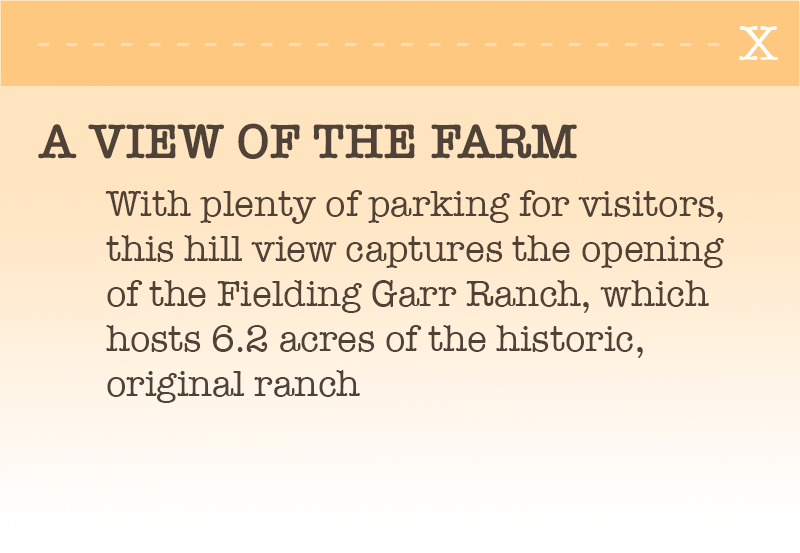 X
A VIEW OF THE FARM
With plenty of parking for visitors,
this hill view captures the opening
of the Fielding Garr Ranch, which
hosts 6.2 acres of the historic,
original ranch